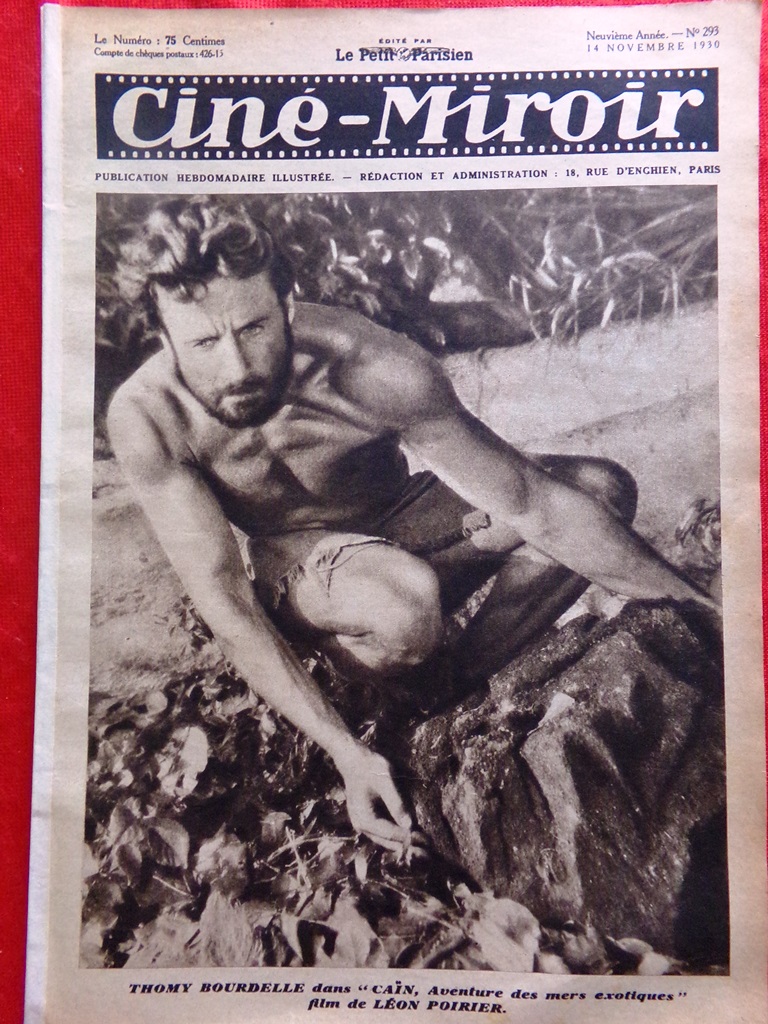 Le Numéro : 75 Centimes
Compte de chèques postaux : 426-15
ÉDITÉ PAR
Le Petit Parisien
Neuvième Année. — Nº 293
14 NOVEMBRE 1930
Ciné-Miroir
PUBLICATION HEBDOMADAIRE ILLUSTRÉE. — RÉDACTION ET ADMINISTRATION : 18, RUE D'ENGHIEN, PARIS
THOMY BOURDELLE dans "CAÏN, Aventure des mers exotiques"
film de LÉON POIRIER.